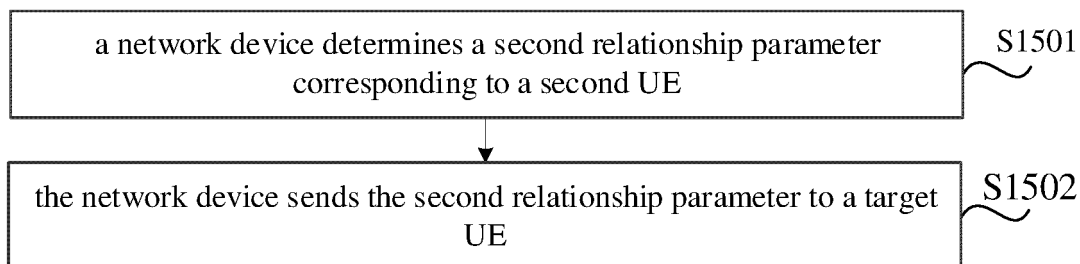 a network device determines a second relationship parameter
corresponding to a second UE
S1501
the network device sends the second relationship parameter to a target
UE
S1502